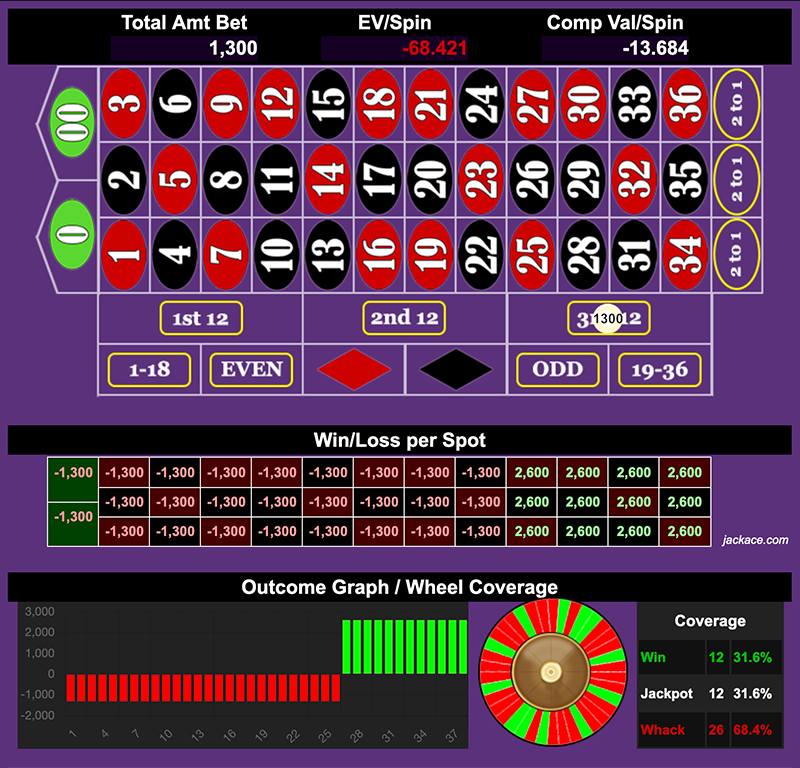 Total Amt Bet EV/Spin Comp Val/Spin
1,300 -68.421 -13.684
00 3 6 9 12 15 18 21 24 27 30 33 36 2 to 1
2 5 8 11 14 17 20 23 26 29 32 35 2 to 1
0 1 4 7 10 13 16 19 22 25 28 31 34 2 to 1
1st 12 2nd 12 3 1300 12
1-18 EVEN ODD 19-36
Win/Loss per Spot
-1,300 -1,300 -1,300 -1,300 -1,300 -1,300 -1,300 -1,300 -1,300 2,600 2,600 2,600 2,600
-1,300 -1,300 -1,300 -1,300 -1,300 -1,300 -1,300 -1,300 2,600 2,600 2,600 2,600
-1,300 -1,300 -1,300 -1,300 -1,300 -1,300 -1,300 -1,300 -1,300 2,600 2,600 2,600 2,600
jackace.com
Outcome Graph / Wheel Coverage
3,000
2,000
1,000
0
-1,000
-2,000
1 4 7 10 13 16 19 22 25 28 31 34 37
Coverage
Win 12 31.6%
Jackpot 12 31.6%
Whack 26 68.4%